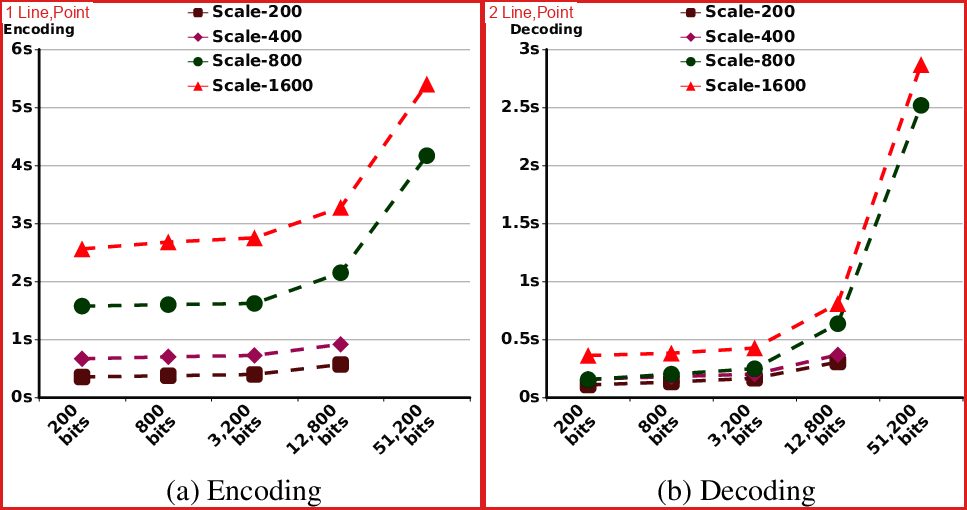 1 Line,Point
Encoding
Scale-200
Scale-400
Scale-800
Scale-1600
6s
5s
4s
3s
2s
1s
0s
200 bits
800 bits
3,200 bits
12,800 bits
51,200 bits
(a) Encoding
2 Line,Point
Decoding
Scale-200
Scale-400
Scale-800
Scale-1600
3s
2.5s
2s
1.5s
1s
0.5s
0s
200 bits
800 bits
3,200 bits
12,800 bits
51,200 bits
(b) Decoding